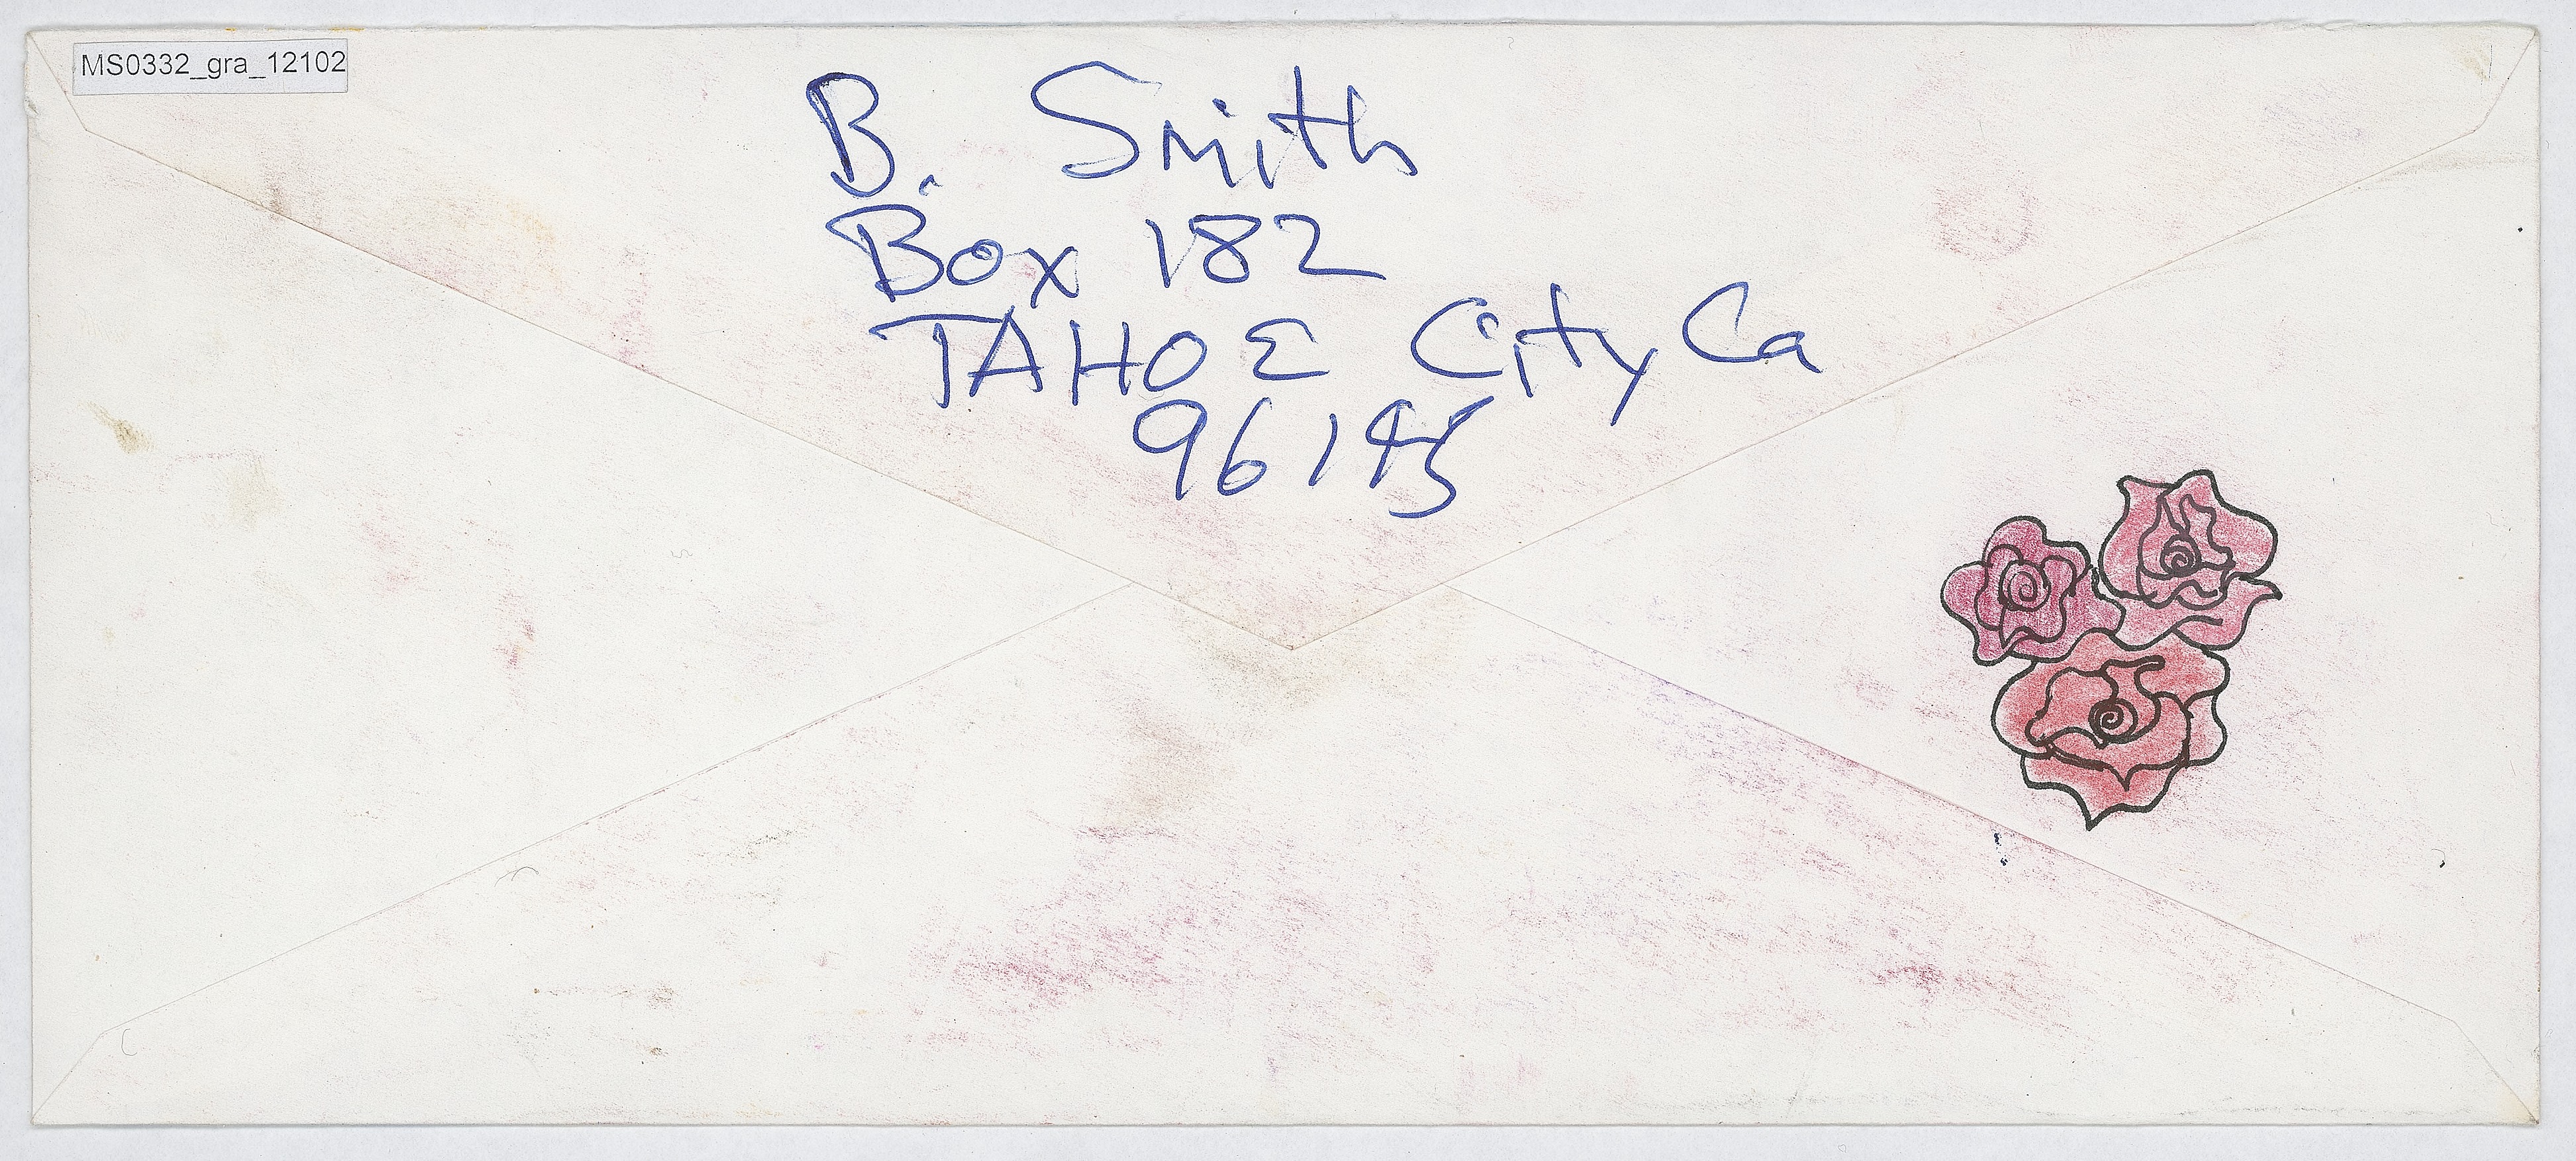 MS0332_gra_12102
B. Smith
Box 182
TAHOE City Ca
96145